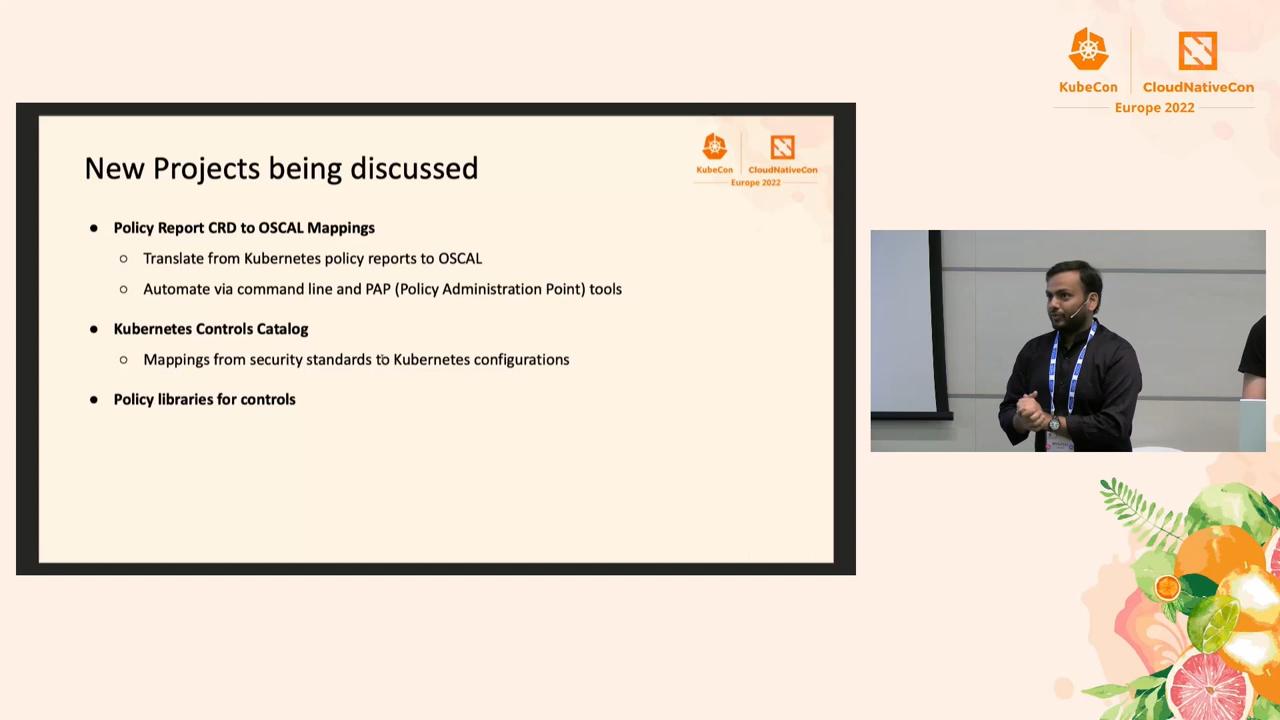 KubeCon
CloudNativeCon
Europe 2022
New Projects being discussed
KubeCon
CloudNativeCon
Europe 2022
● Policy Report CRD to OSCAL Mappings
○ Translate from Kubernetes policy reports to OSCAL
○ Automate via command line and PAP (Policy Administration Point) tools
● Kubernetes Controls Catalog
○ Mappings from security standards to Kubernetes configurations
● Policy libraries for controls